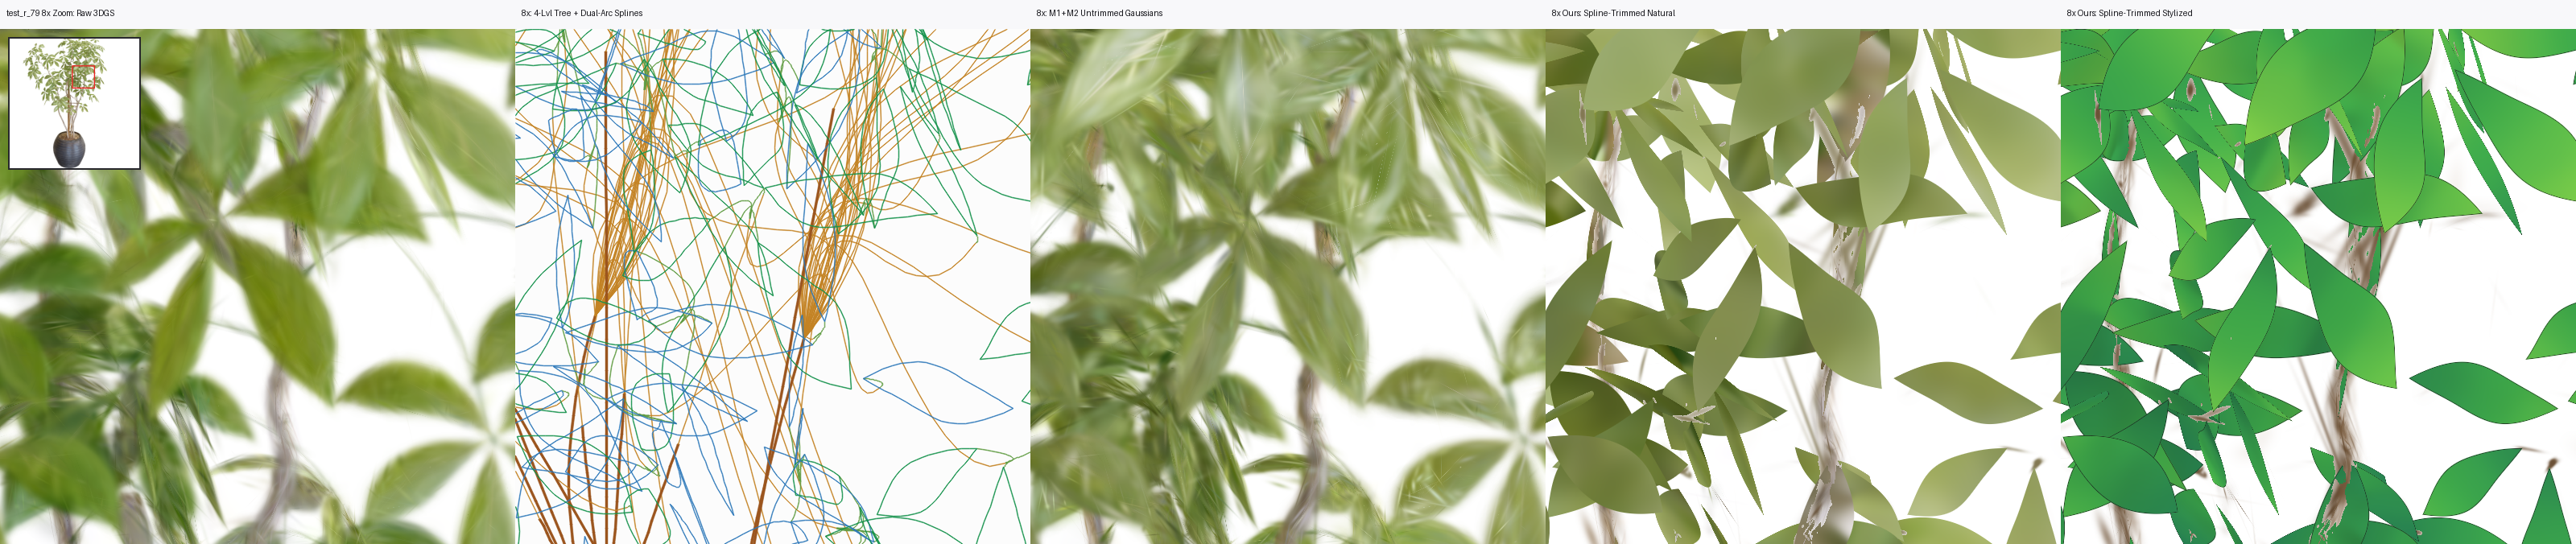 test_r_79 8x Zoom: Raw 3DGS
8x: 4-Lvl Tree + Dual-Arc Splines
8x: M1+M2 Untrimmed Gaussians
8x Ours: Spline-Trimmed Natural
8x Ours: Spline-Trimmed Stylized